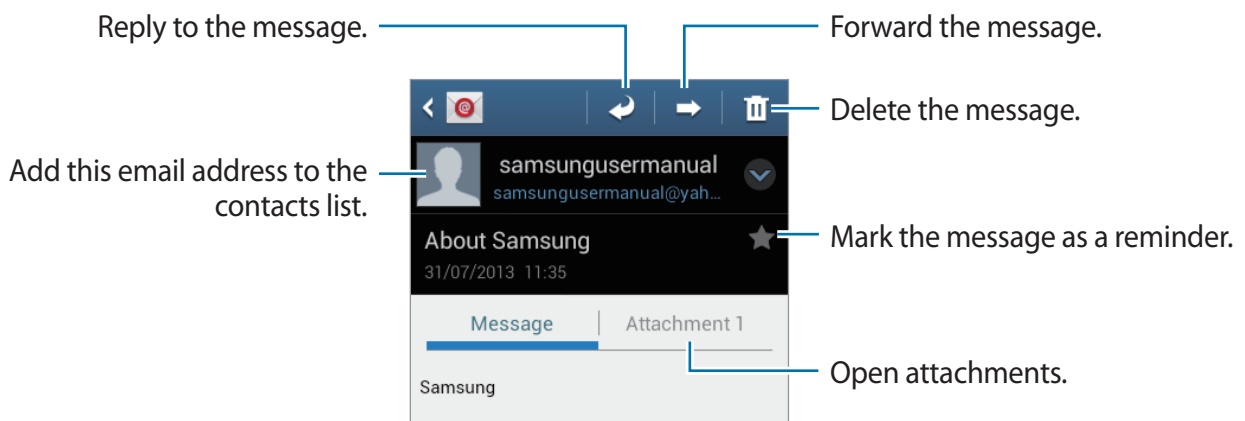 Reply to the message.
Forward the message.
Delete the message.
Add this email address to the
contacts list.
@
samsungusermanual
samsungusermanual@yah...
About Samsung
31/07/2013 11:35
Mark the message as a reminder.
Message
Attachment 1
Open attachments.
Samsung